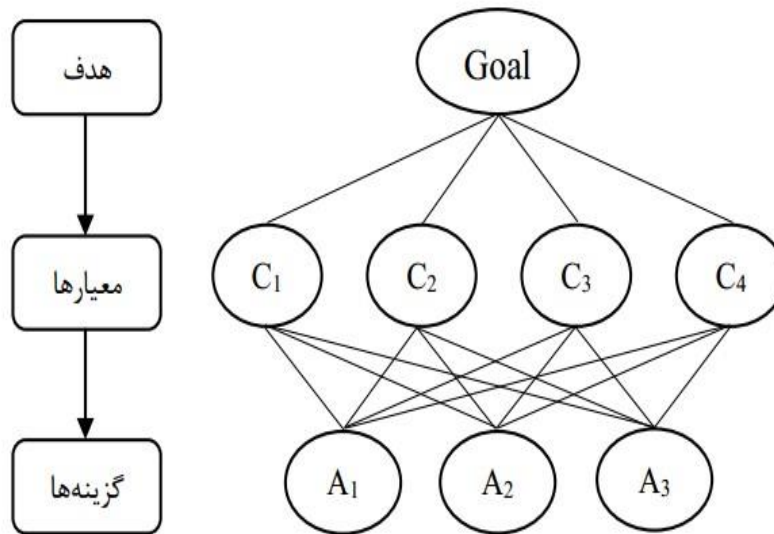 هدف
Goal
معیارها
C₁ C₂ C₃ C₄
گزینه‌ها
A₁ A₂ A₃